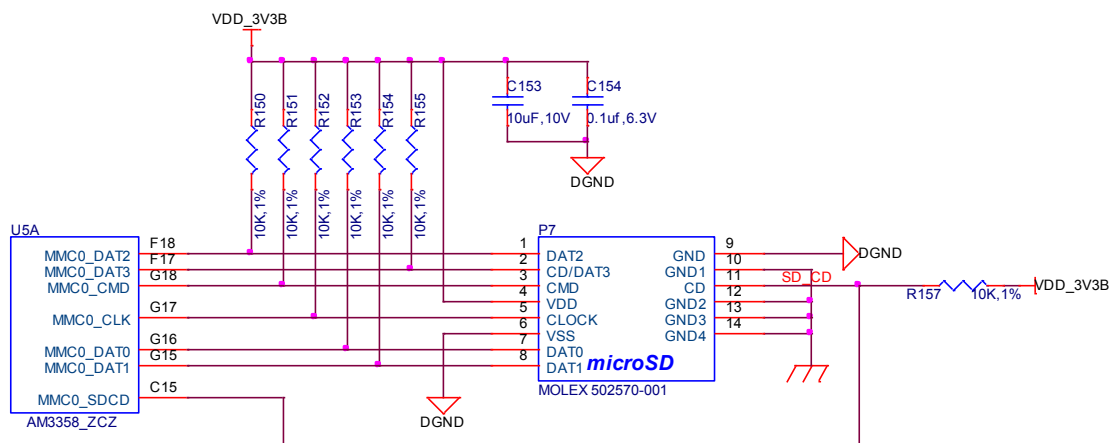 VDD_3V3B
R150
R151
R152
R153
R154
R155
C153
C154
10uF,10V
0.1uf,6.3V
10K,1%
10K,1%
10K,1%
10K,1%
10K,1%
10K,1%
DGND
U5A
P7
MMC0_DAT2 F18 1 DAT2 GND 9 DGND
MMC0_DAT3 F17 2 CD/DAT3 GND1 10
MMC0_CMD G18 3 CMD CD 11 SD_CD R157 10K,1% VDD_3V3B
4 VDD GND2 12
MMC0_CLK G17 5 CLOCK GND3 13
6 VSS GND4 14
MMC0_DAT0 G16 7 DAT0
MMC0_DAT1 G15 8 DAT1 microSD
MMC0_SDCD C15
MOLEX 502570-001
AM3358_ZCZ
DGND